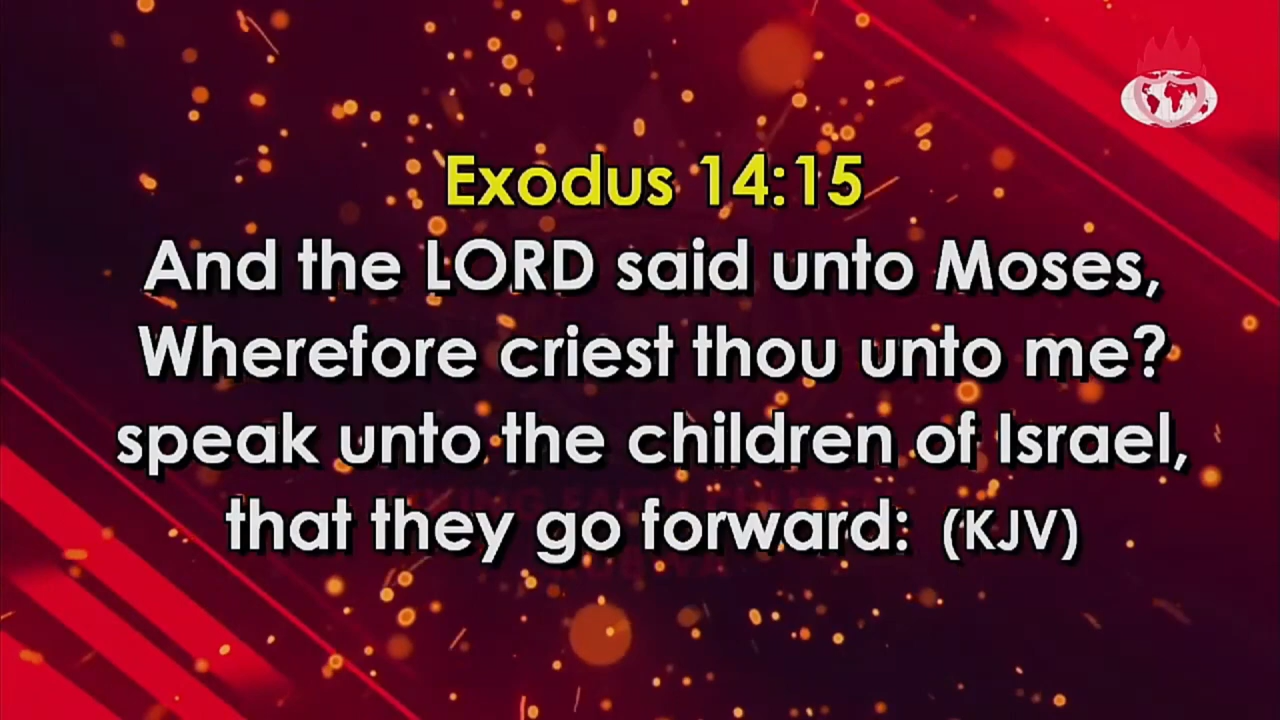 Exodus 14:15
And the LORD said unto Moses,
Wherefore criest thou unto me?
speak unto the children of Israel,
that they go forward: (KJV)